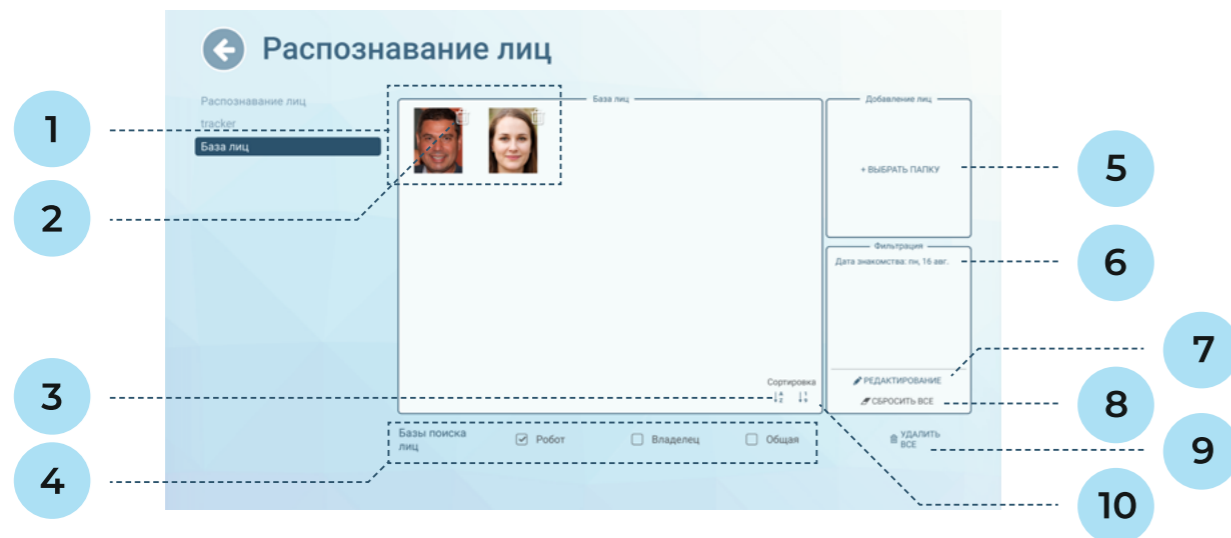 Распознавание лиц
Распознавание лиц
tracker
База лиц
База лиц
Добавление лиц
+ ВЫБРАТЬ ПАПКУ
Фильтрация
Дата знакомства: пн, 16 авг.
РЕДАКТИРОВАНИЕ
СБРОСИТЬ ВСЕ
Сортировка
Базы поиска
лиц
Робот
Владелец
Общая
УДАЛИТЬ
ВСЕ
1
2
3
4
5
6
7
8
9
10